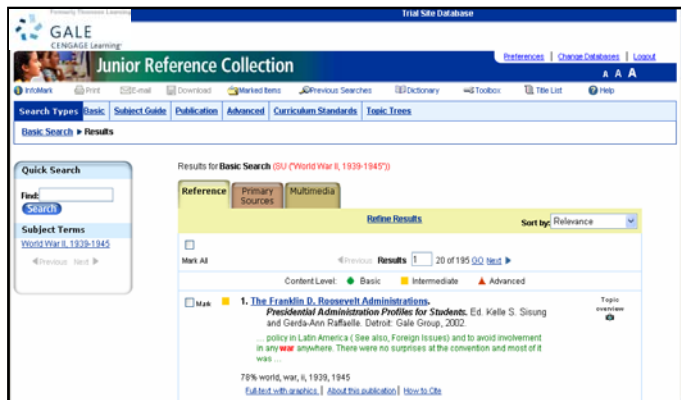 Formerly Thomson Learning
Trial Site Database
GALE
CENGAGE Learning
Junior Reference Collection
Preferences | Change Databases | Logout
A A A
InfoMark Print E-mail Download Marked Items Previous Searches Dictionary Toolbox Title List Help
Search Types Basic Subject Guide Publication Advanced Curriculum Standards Topic Trees
Basic Search ▶ Results
Quick Search
Find:
Search
Subject Terms
World War II, 1939-1945
Previous Next
Results for Basic Search (SU ("World War II, 1939-1945"))
Reference Primary Sources Multimedia
Refine Results
Sort by: Relevance
Mark All
Previous Results 1 20 of 195 GO Next
Content Level: Basic Intermediate Advanced
Mark 1. The Franklin D. Roosevelt Administrations.
Topic overview
Presidential Administration Profiles for Students. Ed. Kelle S. Sisung
and Gerda-Ann Raffaelle. Detroit: Gale Group, 2002.
... policy in Latin America ( See also, Foreign Issues) and to avoid involvement
in any war anywhere. There were no surprises at the convention and most of it
was ...
78% world, war, ii, 1939, 1945
Full-text with graphics | About this publication | How to Cite